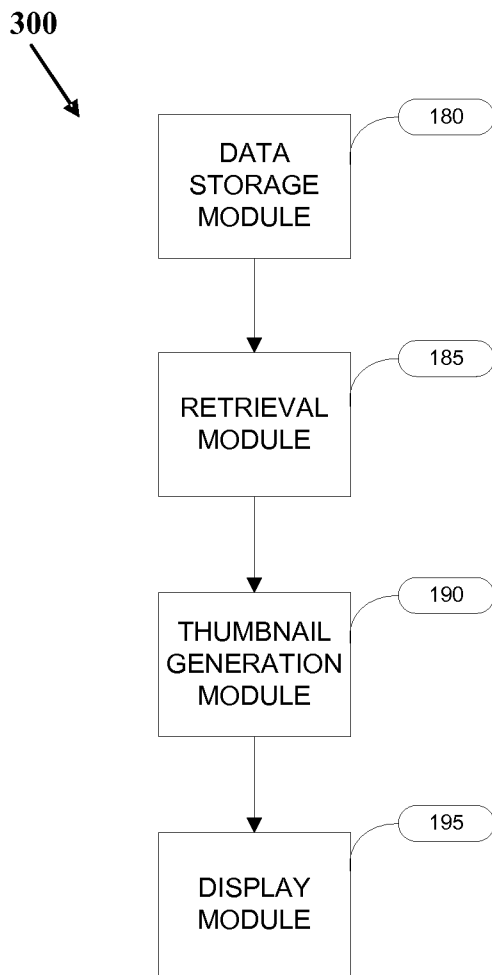 300
180
DATA
STORAGE
MODULE
185
RETRIEVAL
MODULE
190
THUMBNAIL
GENERATION
MODULE
195
DISPLAY
MODULE